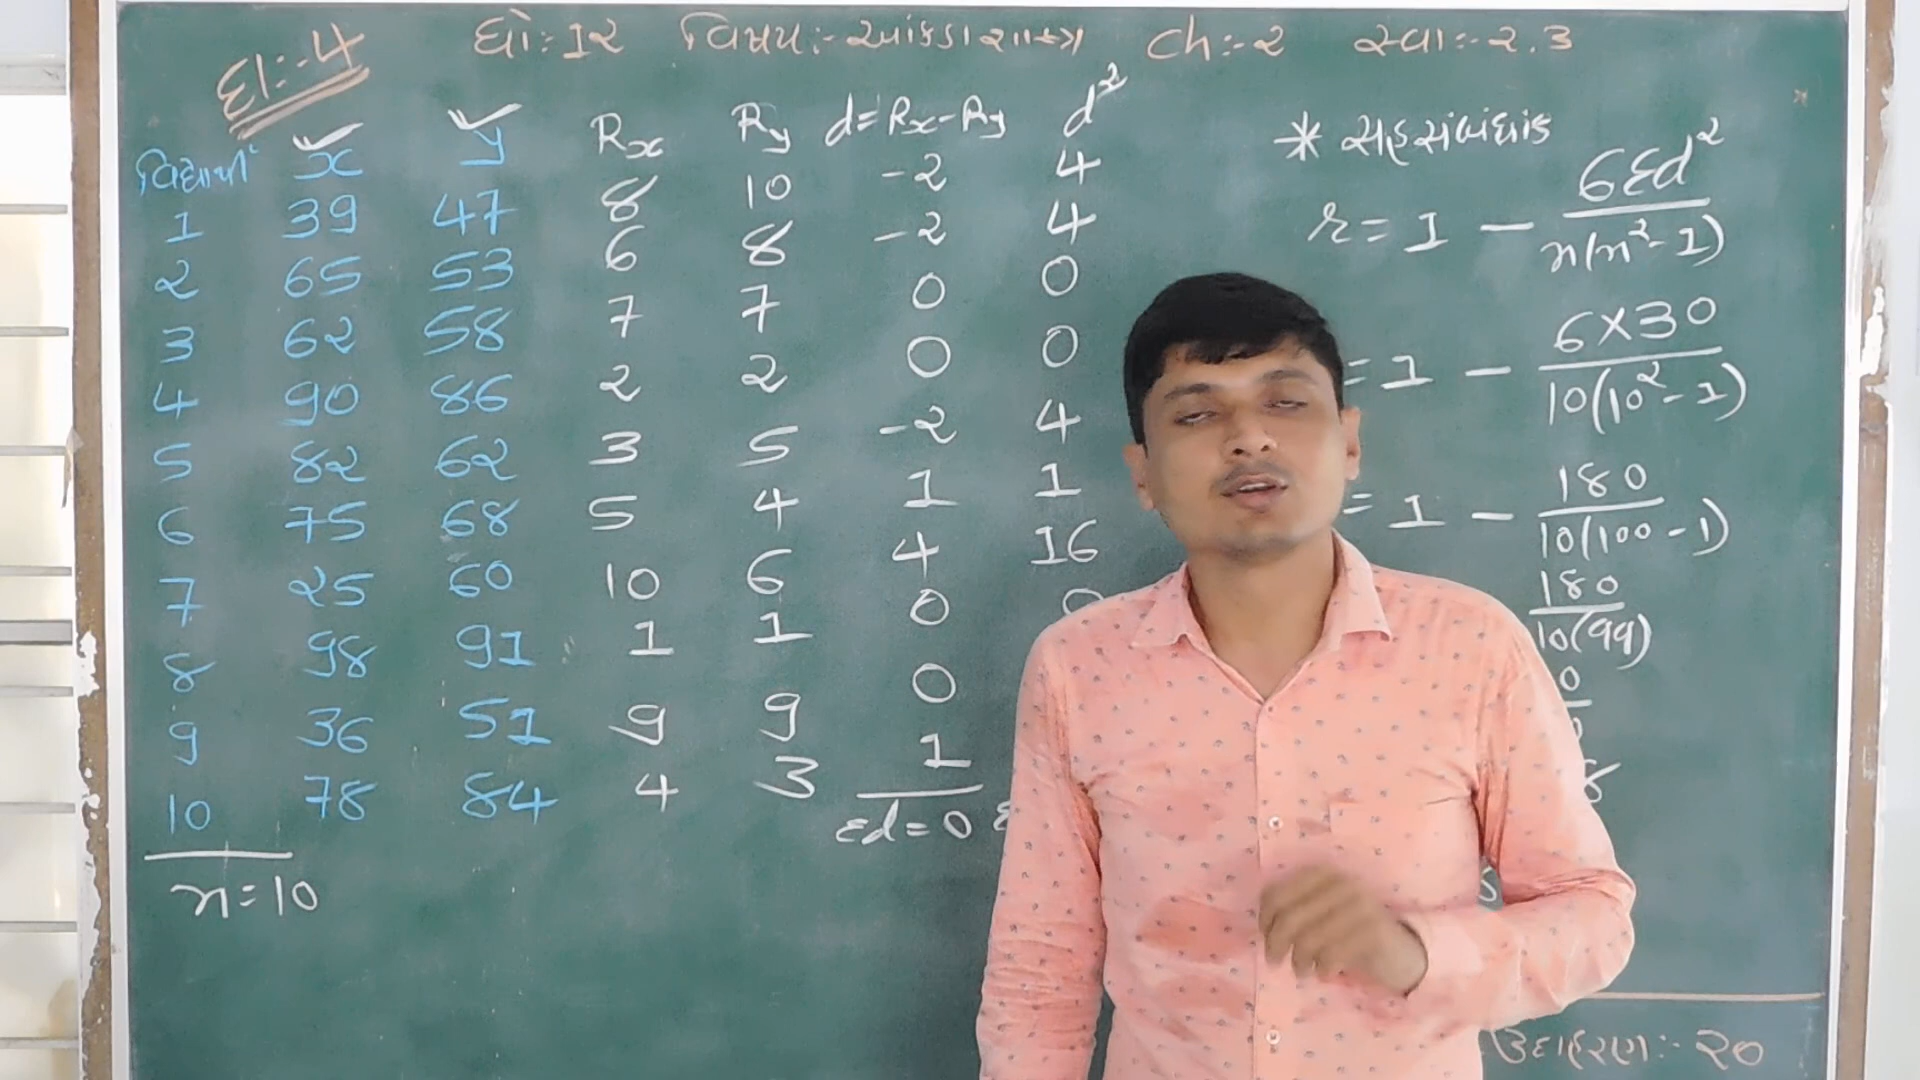 ધો:- 12 વિષય:- આંકડાશાસ્ત્ર Ch:- 2 સ્વા:- 2.3
દા:-4
વિદ્યાર્થી x y Rx Ry d=Rx-Ry d²
1 39 47 8 10 -2 4
2 65 53 6 8 -2 4
3 62 58 7 7 0 0
4 90 86 2 2 0 0
5 82 62 3 5 -2 4
6 75 68 5 4 1 1
7 25 60 10 6 4 16
8 98 91 1 1 0 0
9 36 51 9 9 0
10 78 84 4 3 1
n=10 Σd=0 Σ
* સહસંબંધાંક
r = 1 - 6Σd² / n(n²-1)
= 1 - 6×30 / 10(10²-1)
= 1 - 180 / 10(100-1)
180 / 10(99)
0
8
ઉદાહરણ:- 20